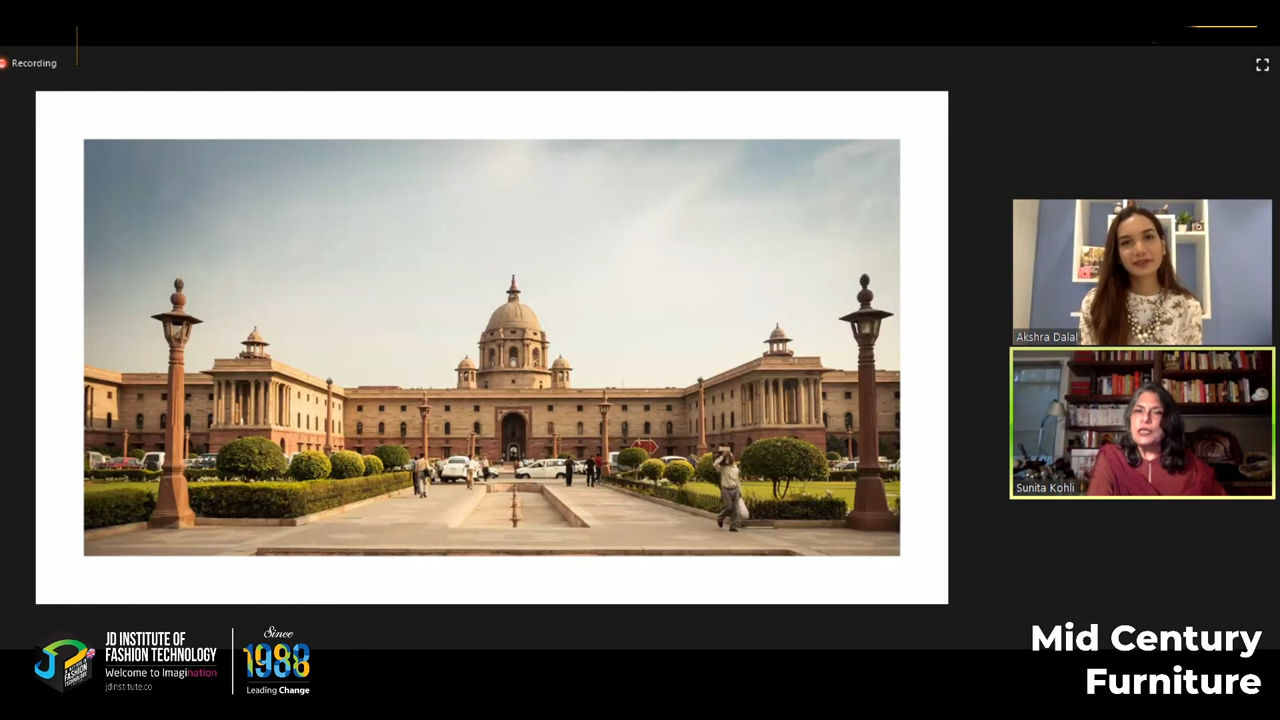 Recording
Akshra Dalal
Sunita Kohli
JD INSTITUTE OF
FASHION TECHNOLOGY
Welcome to Imagination
jdinstitute.co
Since
1988
Leading Change
Mid Century
Furniture